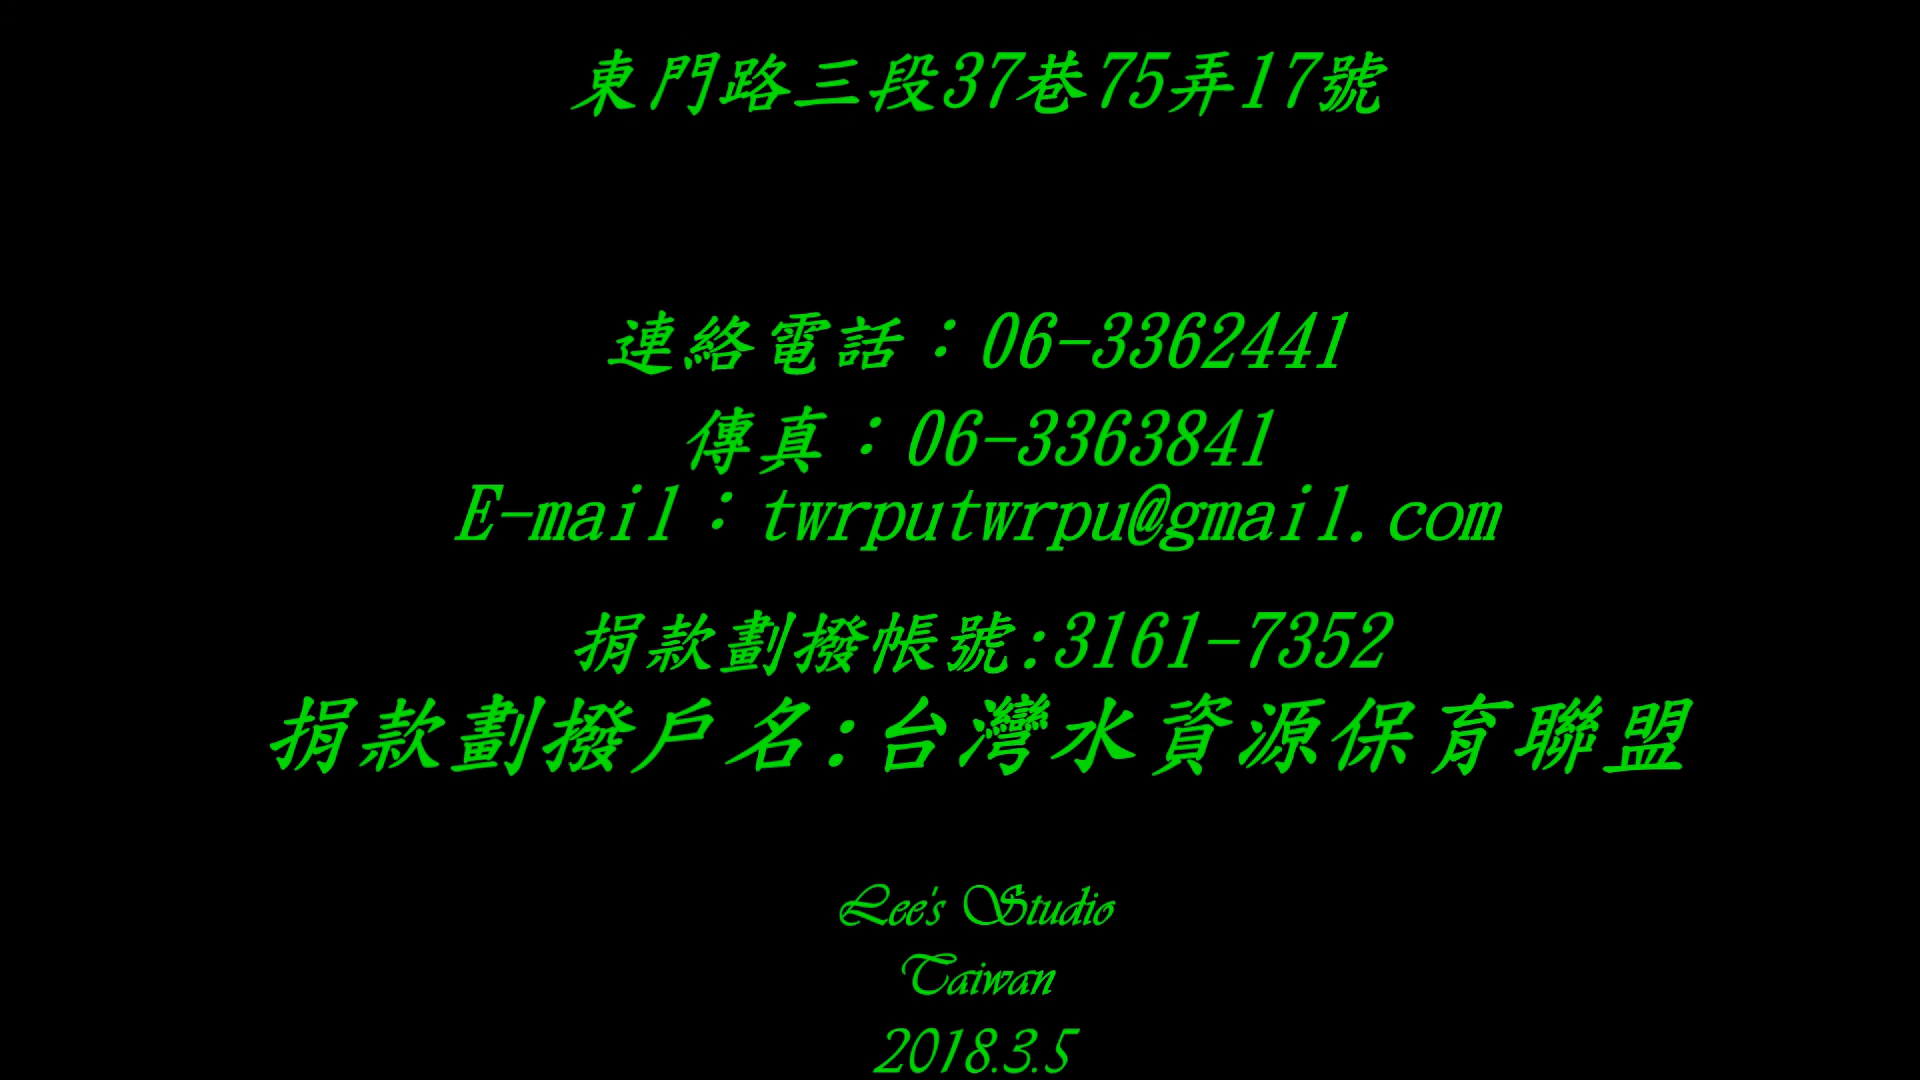 東門路三段37巷75弄17號
連絡電話：06-3362441
傳真：06-3363841
E-mail：twrputwrpu@gmail.com
捐款劃撥帳號:3161-7352
捐款劃撥戶名:台灣水資源保育聯盟
Lee's Studio
Taiwan
2018.3.5